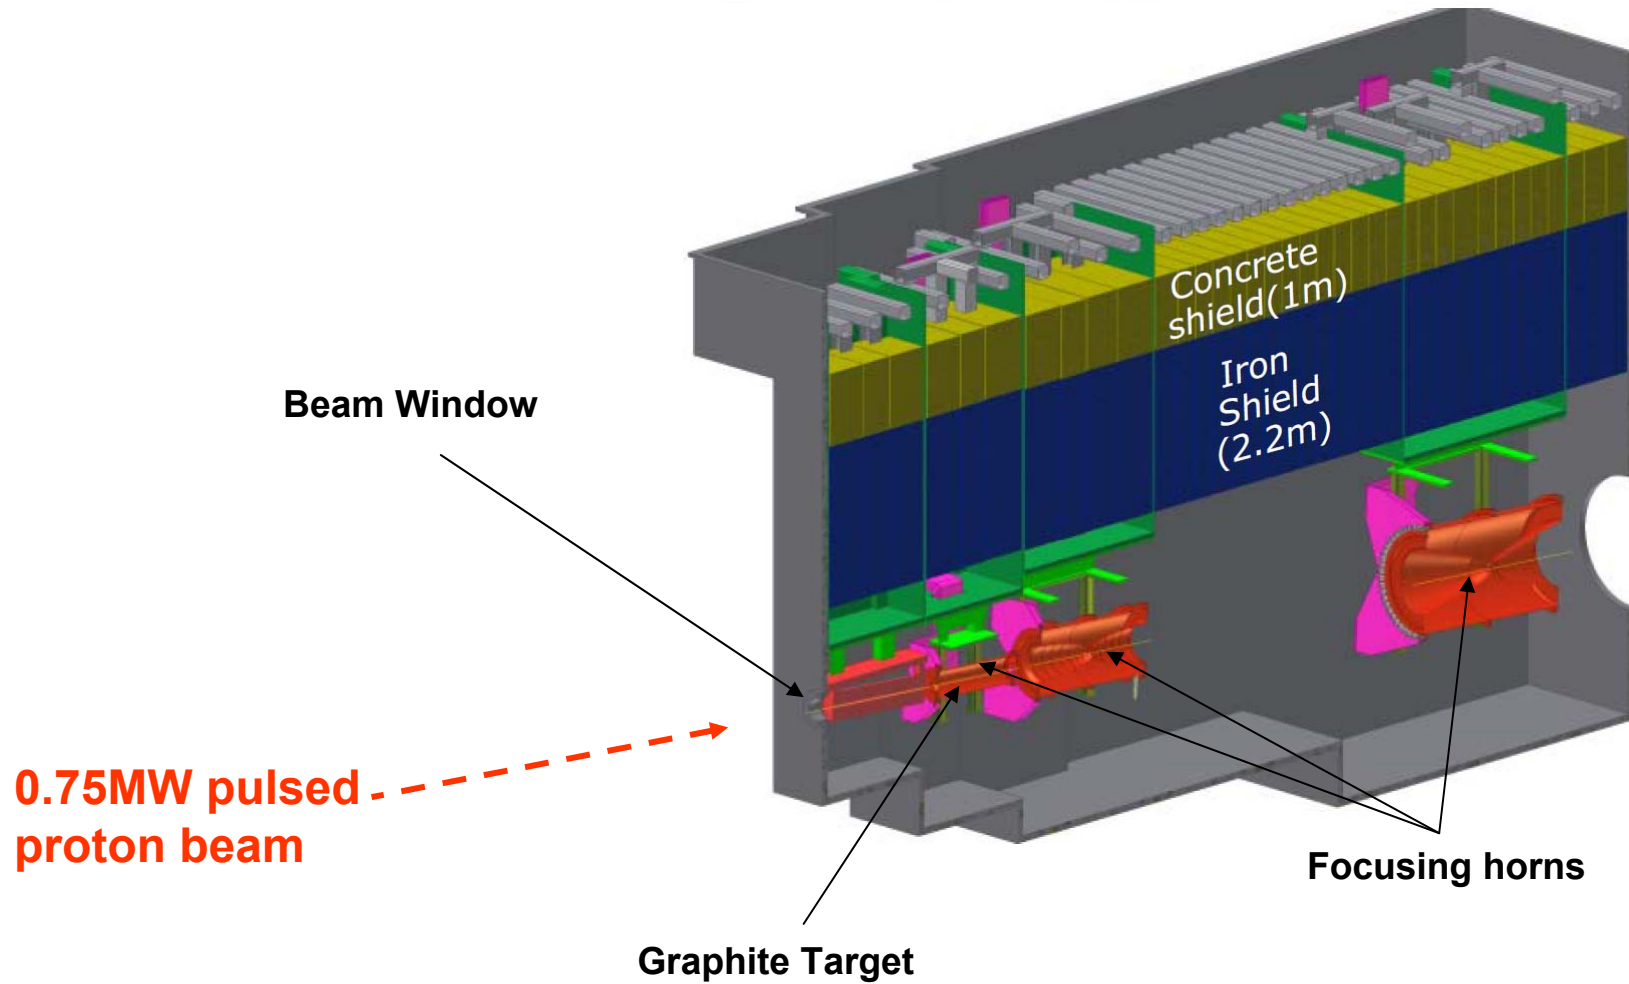 Concrete
shield(1m)
Iron
Shield
(2.2m)
Beam Window
0.75MW pulsed
proton beam
Focusing horns
Graphite Target